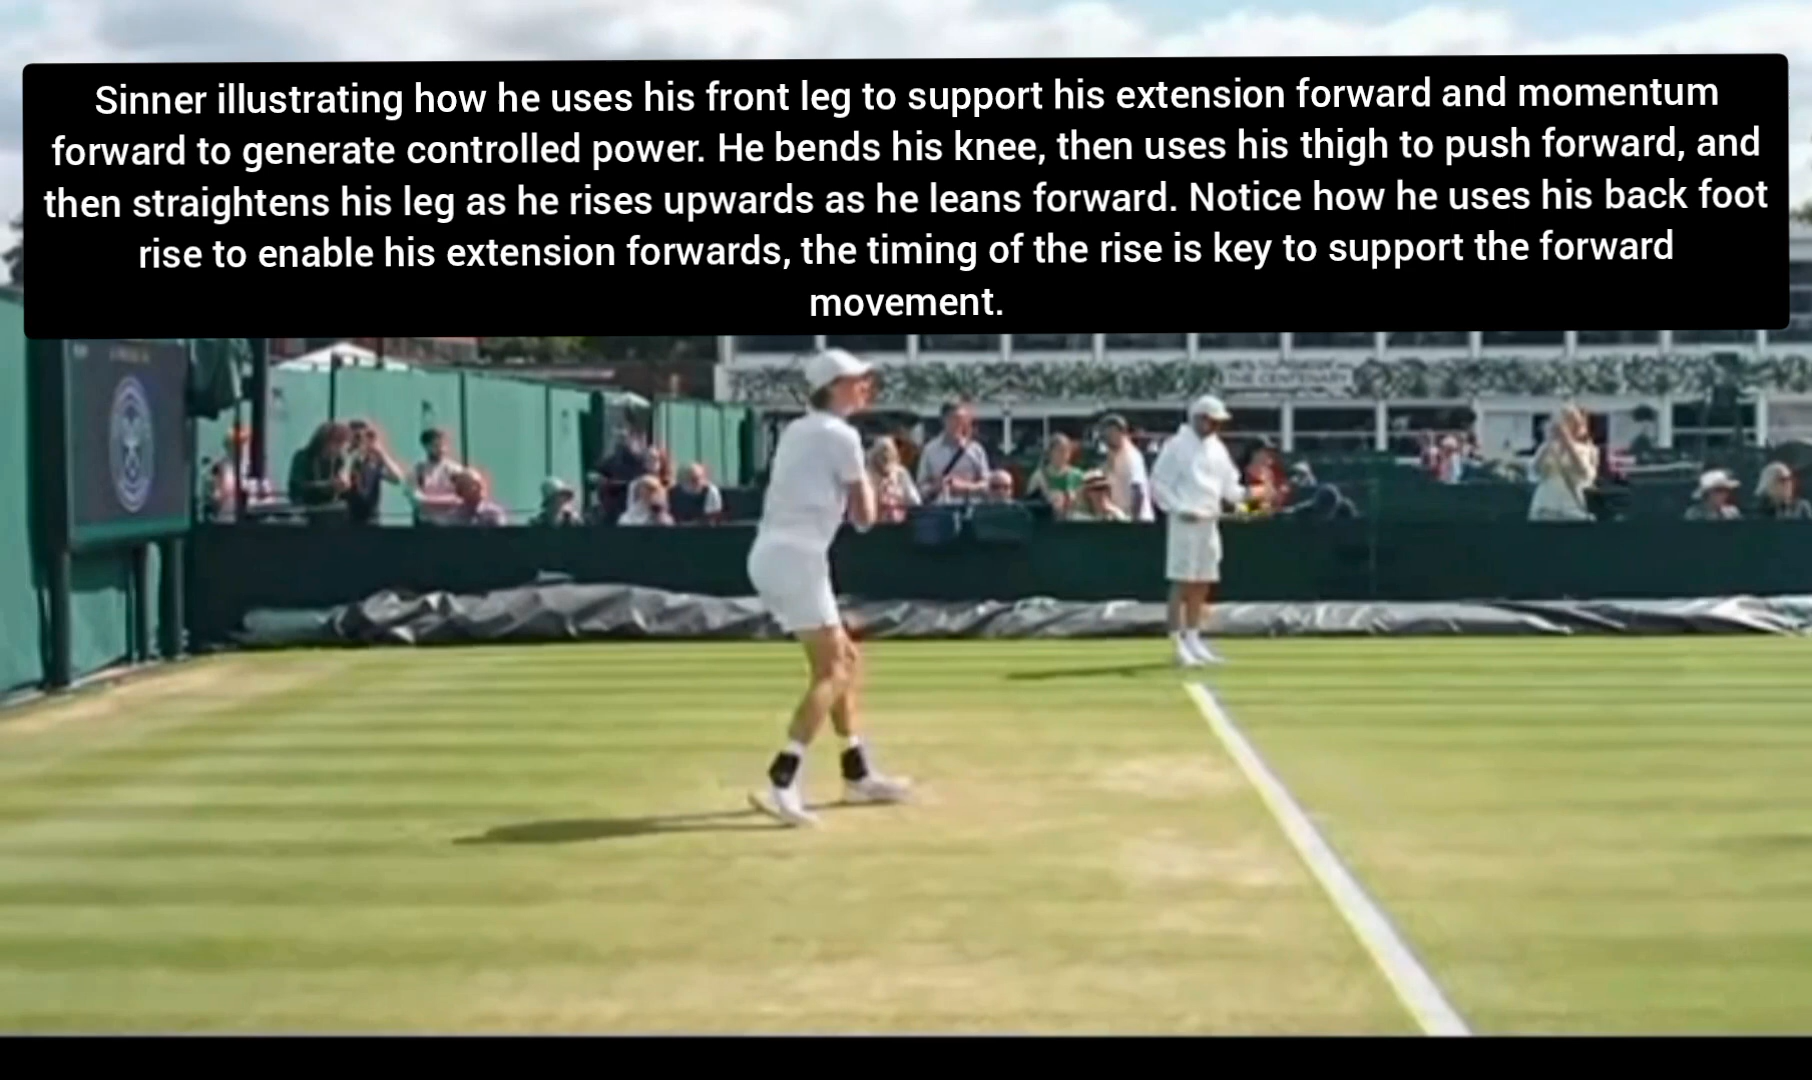 Sinner illustrating how he uses his front leg to support his extension forward and momentum
forward to generate controlled power. He bends his knee, then uses his thigh to push forward, and
then straightens his leg as he rises upwards as he leans forward. Notice how he uses his back foot
rise to enable his extension forwards, the timing of the rise is key to support the forward
movement.